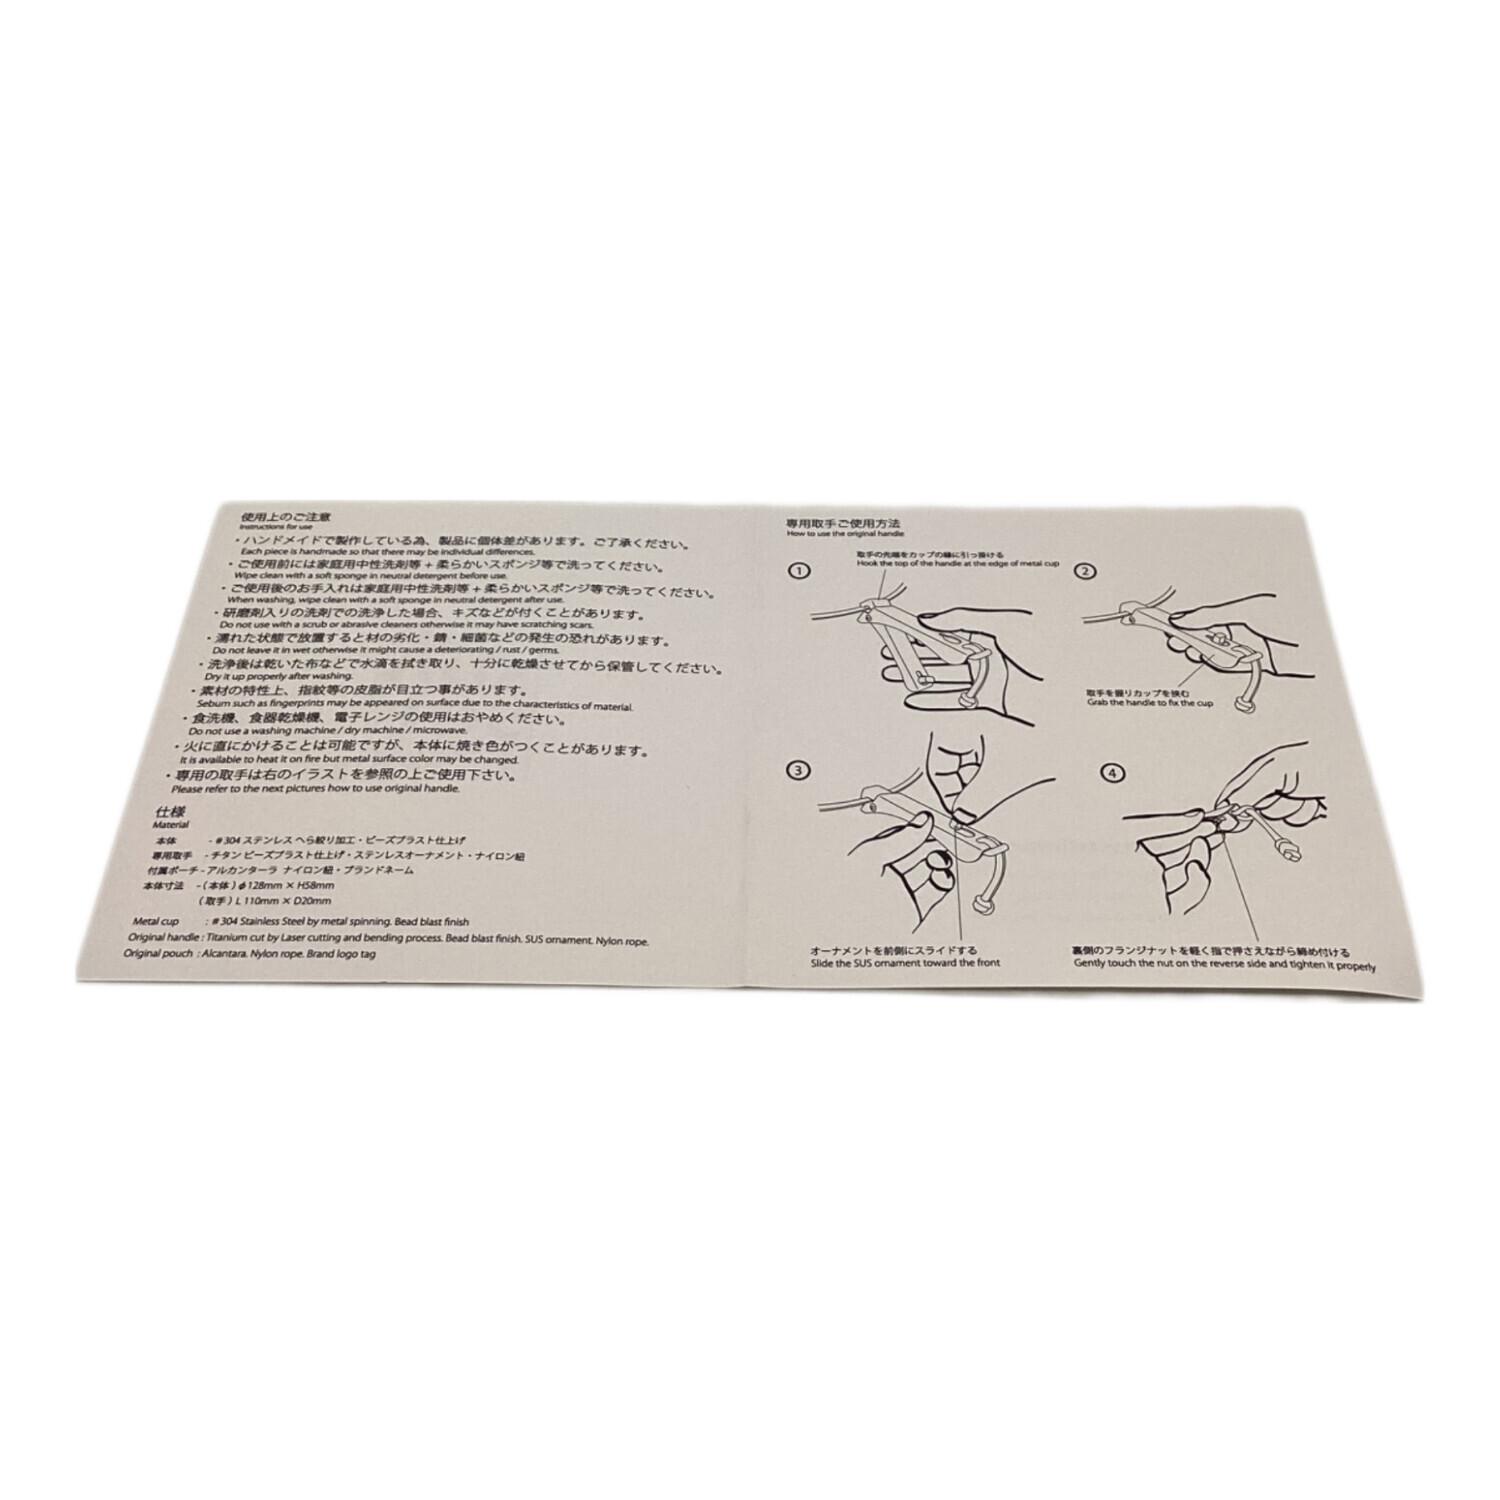 使用上のご注意
Instructions for use
・ハンドメイドで製作している為、製品に個体差があります。ご了承ください。
Each piece is handmade so that there may be individual differences.
・ご使用前には家庭用中性洗剤等＋柔らかいスポンジ等で洗ってください。
Wipe clean with a soft sponge in neutral detergent before use.
・ご使用後のお手入れは家庭用中性洗剤等＋柔らかいスポンジ等で洗ってください。
When washing, wipe clean with a soft sponge in neutral detergent after use.
・研磨剤入りの洗剤での洗浄した場合、キズなどが付くことがあります。
Do not use with a scrub or abrasive cleaners otherwise it may have scratching scars.
・濡れた状態で放置すると材の劣化・錆・細菌などの発生の恐れがあります。
Do not leave it in wet otherwise it might cause a deteriorating / rust / germs.
・洗浄後は乾いた布などで水滴を拭き取り、十分に乾燥させてから保管してください。
Dry it up properly after washing.
・素材の特性上、指紋等の皮脂が目立つ事があります。
Sebum such as fingerprints may be appeared on surface due to the characteristics of material.
・食洗機、食器乾燥機、電子レンジの使用はおやめください。
Do not use a washing machine / dry machine / microwave.
・火に直にかけることは可能ですが、本体に焼き色がつくことがあります。
It is available to heat it on fire but metal surface color may be changed.
・専用の取手は右のイラストを参照の上ご使用下さい。
Please refer to the next pictures how to use original handle.
仕様
Material
本体 - #304 ステンレス へら絞り加工・ビーズブラスト仕上げ
専用取手 - チタン ビーズブラスト仕上げ・ステンレスオーナメント・ナイロン紐
付属ポーチ - アルカンターラ ナイロン紐・ブランドネーム
本体寸法 -（本体）φ128mm × H58mm
（取手）L 110mm × D20mm
Metal cup : #304 Stainless Steel by metal spinning. Bead blast finish
Original handle : Titanium cut by Laser cutting and bending process. Bead blast finish. SUS ornament. Nylon rope.
Original pouch : Alcantara. Nylon rope. Brand logo tag
専用取手ご使用方法
How to use the original handle
①
取手の先端をカップの縁に引っ掛ける
Hook the top of the handle at the edge of metal cup
②
取手を握りカップを挟む
Grab the handle to fix the cup
③
オーナメントを前側にスライドする
Slide the SUS ornament toward the front
④
裏側のフランジナットを軽く指で押さえながら締め付ける
Gently touch the nut on the reverse side and tighten it properly